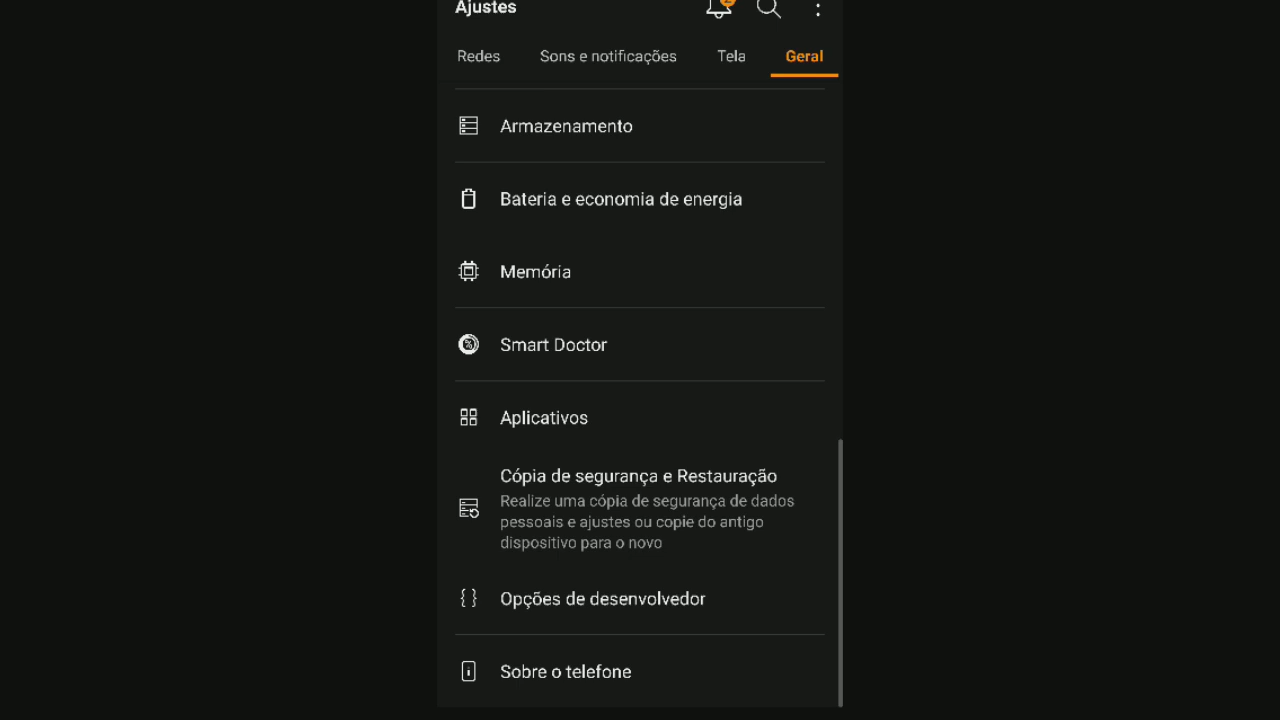 Ajustes
Redes Sons e notificações Tela Geral
Armazenamento
Bateria e economia de energia
Memória
Smart Doctor
Aplicativos
Cópia de segurança e Restauração
Realize uma cópia de segurança de dados
pessoais e ajustes ou copie do antigo
dispositivo para o novo
Opções de desenvolvedor
Sobre o telefone